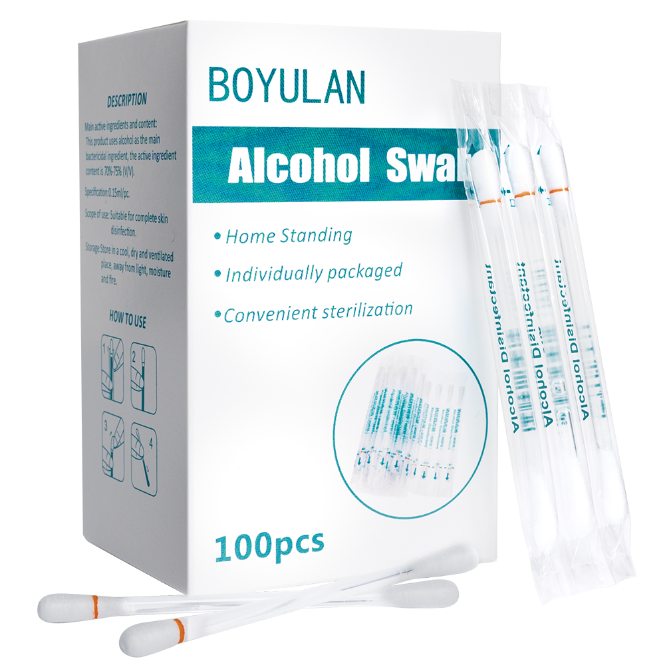 BOYULAN
Alcohol Swa
• Home Standing
• Individually packaged
• Convenient sterilization
100pcs
DESCRIPTION
Main active ingredients and content:
This product uses alcohol as the main
bactericidal ingredient, the active ingredient
content is 70%-75% (V/V).
Specification:0.15ml/pc.
Scope of use: Suitable for complete skin
disinfection.
Storage: Store in a cool, dry and ventilated
place, away from light, moisture
and fire.
HOW TO USE
1
2
3
4
Alcohol Disinfectant
Alcohol Disinfectant
Alcohol Disinfectant